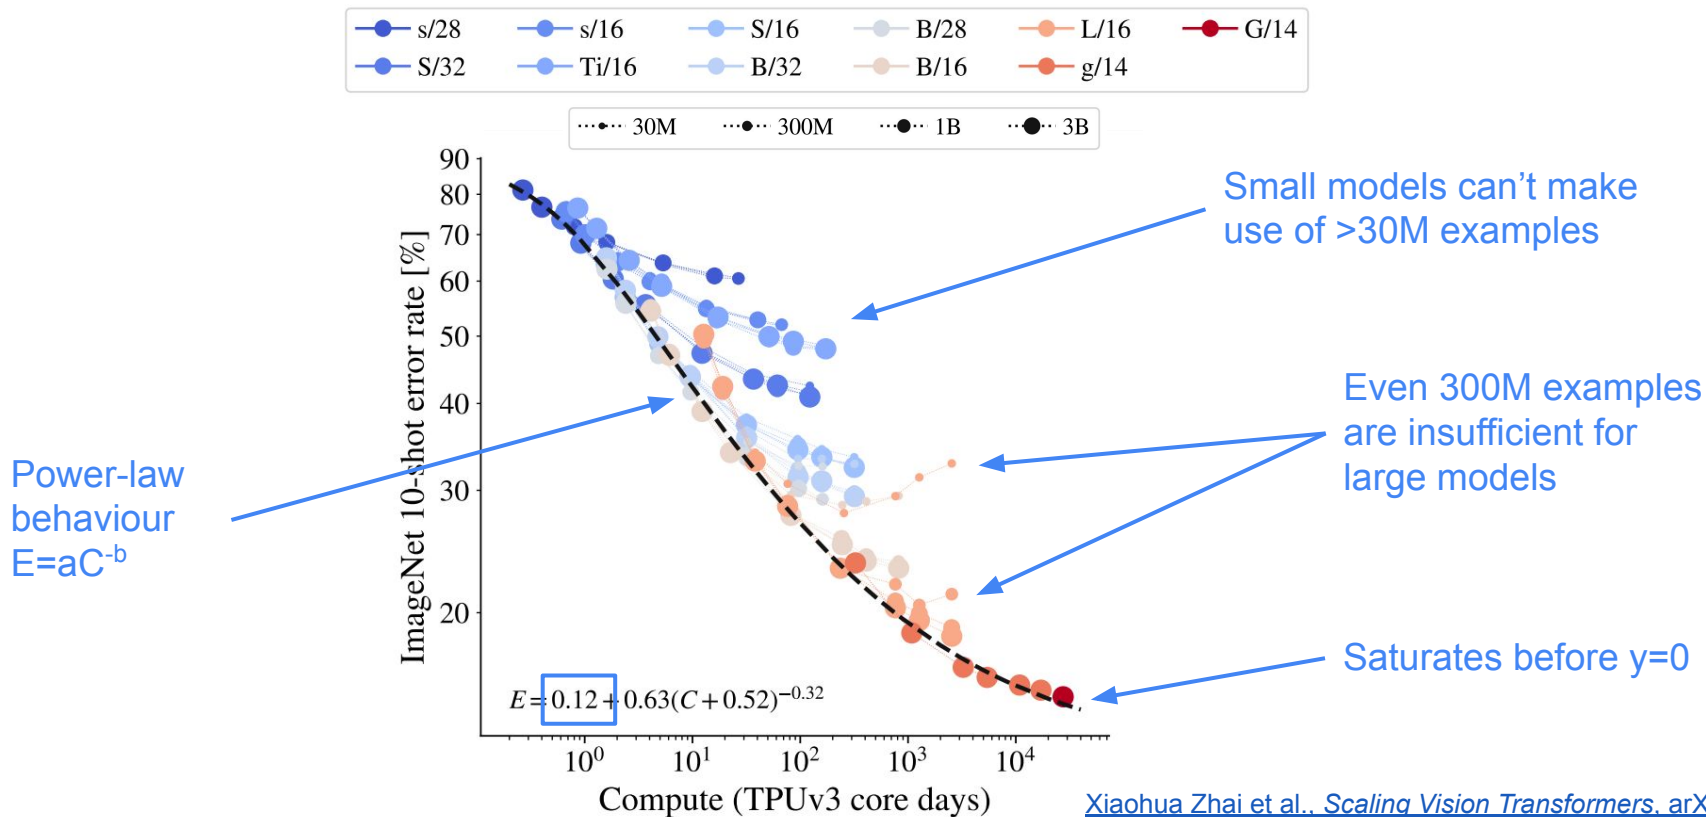 s/28 s/16 S/16 B/28 L/16 G/14
S/32 Ti/16 B/32 B/16 g/14
30M 300M 1B 3B
90
80
70
60
50
40
30
20
ImageNet 10-shot error rate [%]
Small models can’t make
use of >30M examples
Even 300M examples
are insufficient for
large models
Power-law
behaviour
E=aC^-b
Saturates before y=0
E = 0.12 + 0.63(C + 0.52)^−0.32
10^0 10^1 10^2 10^3 10^4
Compute (TPUv3 core days)
Xiaohua Zhai et al., Scaling Vision Transformers, arX